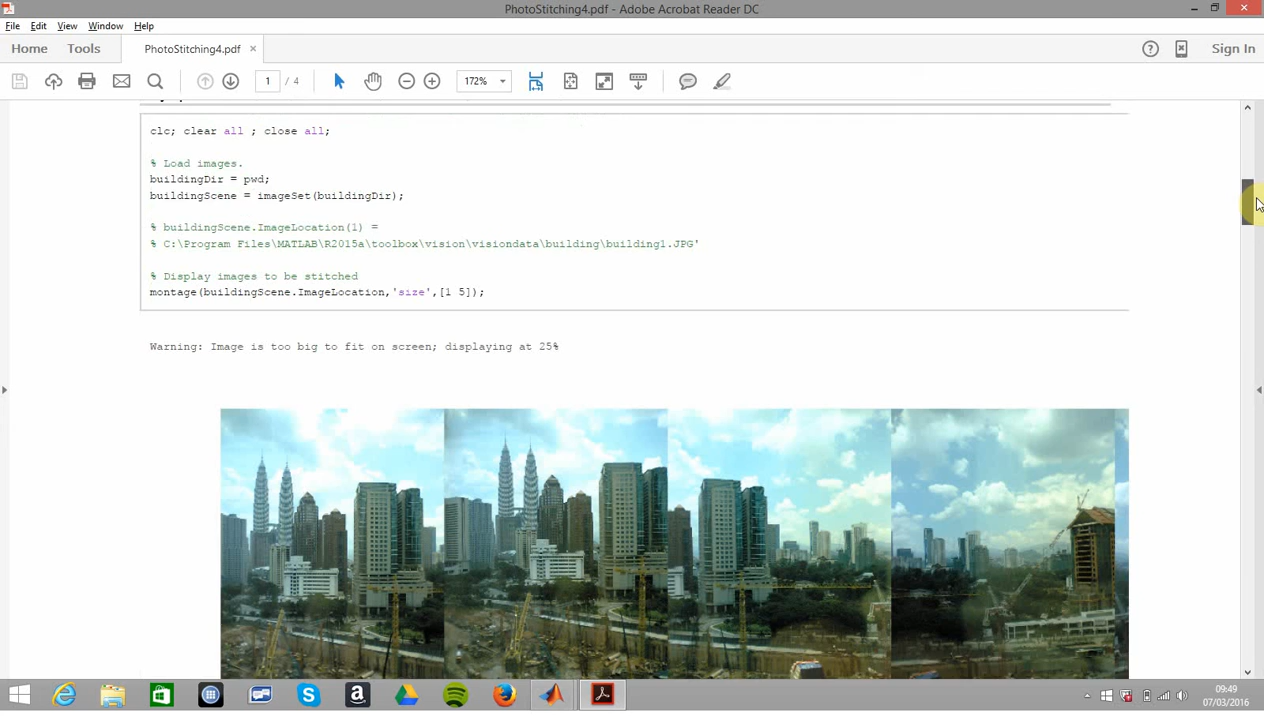 PhotoStitching4.pdf - Adobe Acrobat Reader DC
File Edit View Window Help
Home Tools PhotoStitching4.pdf × Sign In
1 / 4 172%
clc; clear all ; close all;
% Load images.
buildingDir = pwd;
buildingScene = imageSet(buildingDir);
% buildingScene.ImageLocation(1) =
% C:\Program Files\MATLAB\R2015a\toolbox\vision\visiondata\building\building1.JPG'
% Display images to be stitched
montage(buildingScene.ImageLocation,'size',[1 5]);
Warning: Image is too big to fit on screen; displaying at 25%
09:49
07/03/2016